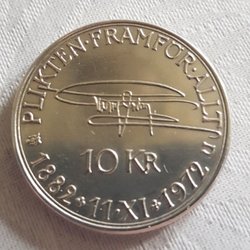 PLIKTEN·FRAMFÖR·ALLT
10 KR
1882 · 11·XI · 1972